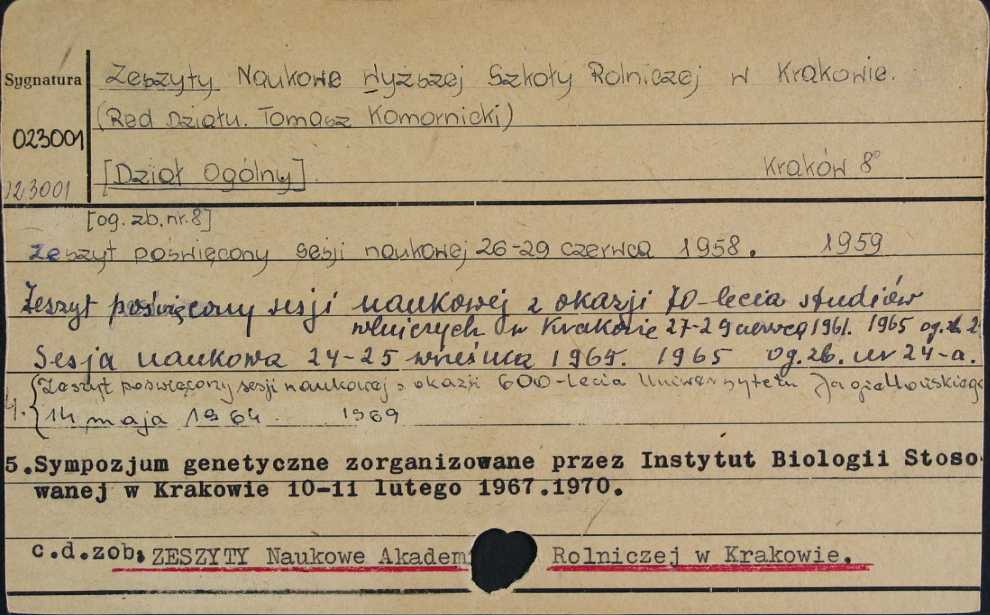 Zeszyty Naukowe Wyższej Szkoły Rolniczej w Krakowie.
Sygnatura
(Red Działu. Tomasz Komornicki)
023001
[Dział Ogólny] Kraków 8°
023001
[og. zb. nr. 8]
Zeszyt poświęcony sesji naukowej 26-29 czerwca 1958. 1959
Zeszyt poświęcony sesji naukowej z okazji 70-lecia studiów
rolniczych w Krakowie 27-29 czerwca 1961. 1965 og. zb. 2
Sesja naukowa 24-25 września 1965. 1965 og. zb. nr 24-a.
4. {Zeszyt poświęcony sesji naukowej z okazji 600-lecia Uniwersytetu Jagiellońskiego
14 maja 1964. 1969
5. Sympozjum genetyczne zorganizowane przez Instytut Biologii Stoso-
wanej w Krakowie 10-11 lutego 1967.1970.
c.d.zob. ZESZYTY Naukowe Akadem Rolniczej w Krakowie.